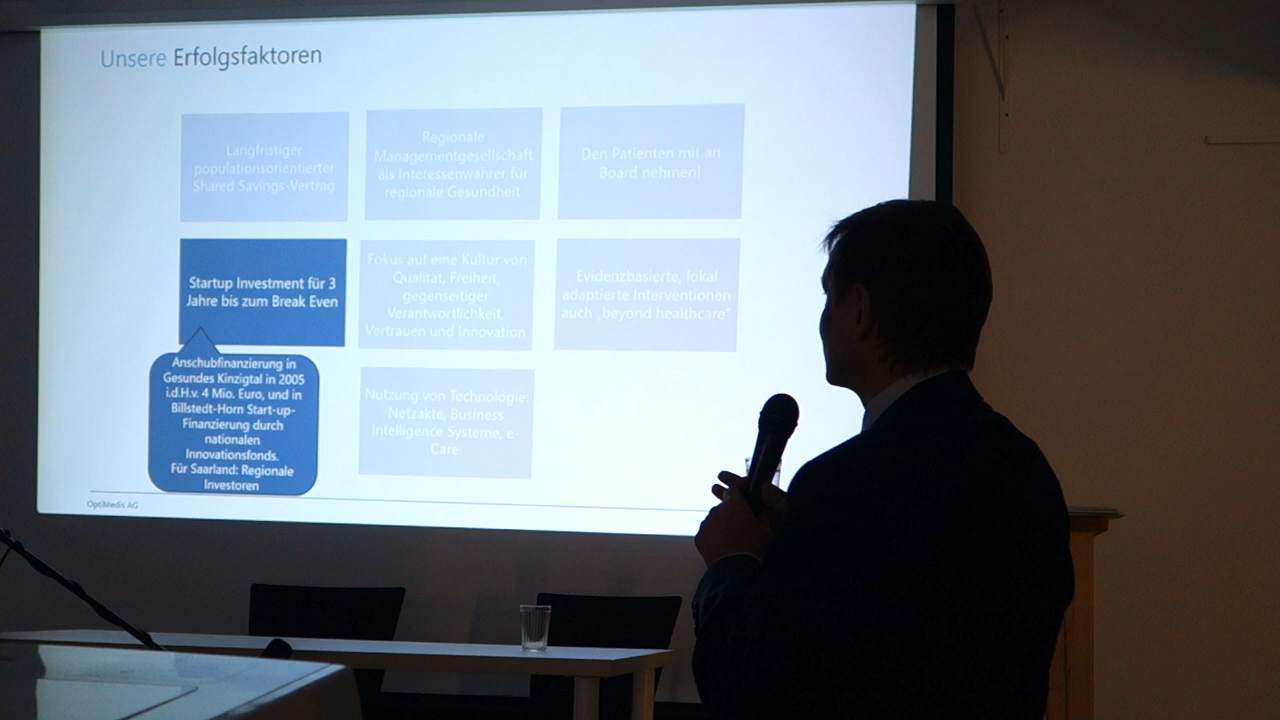 Unsere Erfolgsfaktoren
Langfristiger
populationsorientierter
Shared Savings-Vertrag
Regionale
Managementgesellschaft
als Interessenwahrer für
regionale Gesundheit
Den Patienten mit an
Board nehmen!
Startup Investment für 3
Jahre bis zum Break Even
Fokus auf eine Kultur von
Qualität, Freiheit,
gegenseitiger
Verantwortlichkeit,
Vertrauen und Innovation
Evidenzbasierte, lokal
adaptierte Interventionen
auch „beyond healthcare"
Anschubfinanzierung in
Gesundes Kinzigtal in 2005
i.d.H.v. 4 Mio. Euro, und in
Billstedt-Horn Start-up-
Finanzierung durch
nationalen
Innovationsfonds.
Für Saarland: Regionale
Investoren
Nutzung von Technologie:
Netzakte, Business
Intelligence Systeme, e-
Care
OptiMedis AG